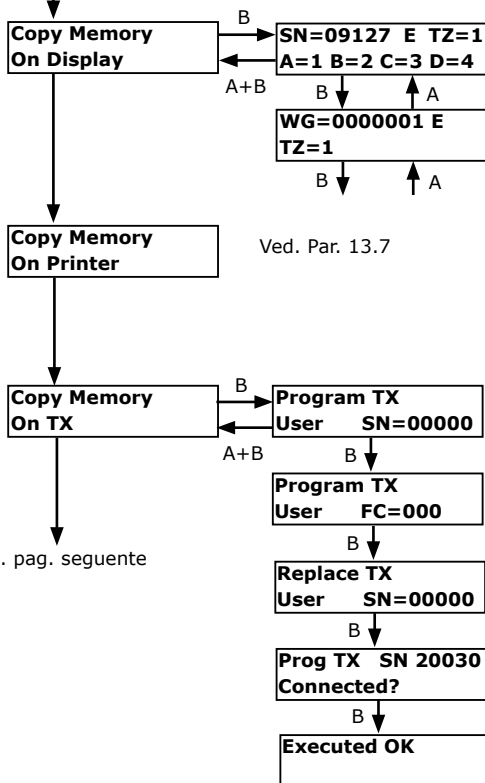 Copy Memory
On Display
B
A+B
SN=09127 E TZ=1
A=1 B=2 C=3 D=4
B
A
WG=0000001 E
TZ=1
B
A
Copy Memory
On Printer
Ved. Par. 13.7
Copy Memory
On TX
B
A+B
Program TX
User SN=00000
B
Program TX
User FC=000
B
. pag. seguente
Replace TX
User SN=00000
B
Prog TX SN 20030
Connected?
B
Executed OK